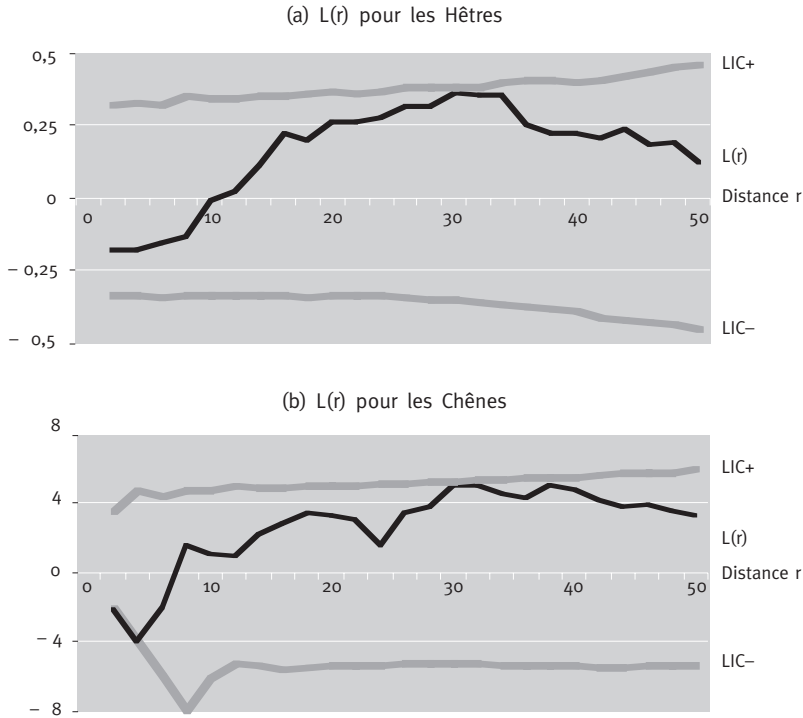 (a) L(r) pour les Hêtres
0,5
LIC+
0,25
L(r)
0
Distance r
0 10 20 30 40 50
– 0,25
LIC–
– 0,5
(b) L(r) pour les Chênes
8
LIC+
4
L(r)
0
Distance r
0 10 20 30 40 50
– 4
LIC–
– 8